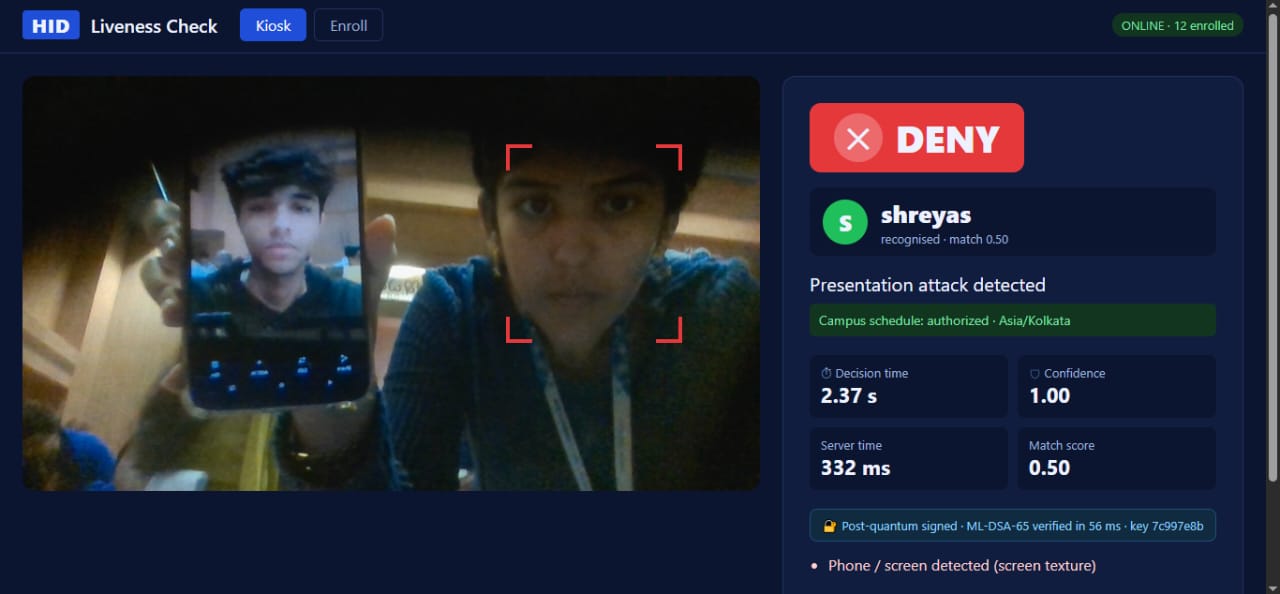 HID Liveness Check Kiosk Enroll ONLINE · 12 enrolled
DENY
S shreyas
recognised · match 0.50
Presentation attack detected
Campus schedule: authorized · Asia/Kolkata
Decision time
2.37 s
Confidence
1.00
Server time
332 ms
Match score
0.50
Post-quantum signed · ML-DSA-65 verified in 56 ms · key 7c997e8b
• Phone / screen detected (screen texture)